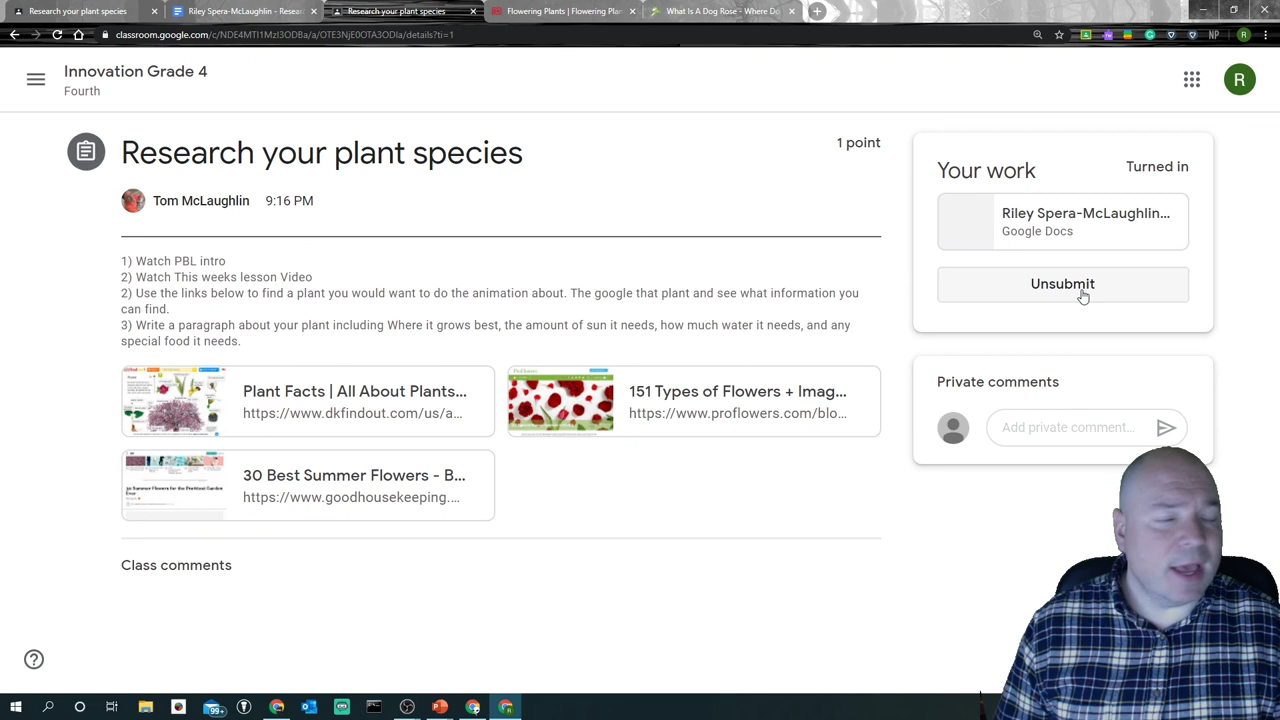 Research your plant species
Riley Spera-McLaughlin - Resear
Research your plant species
Flowering Plants | Flowering Plan
What Is A Dog Rose - Where Do
classroom.google.com/c/NDE4MTI1MzI3ODBa/a/OTE3NjE0OTA3ODIa/details?ti=1
NP
R
Innovation Grade 4
Fourth
R
Research your plant species
1 point
Tom McLaughlin 9:16 PM
1) Watch PBL intro
2) Watch This weeks lesson Video
2) Use the links below to find a plant you would want to do the animation about. The google that plant and see what information you
can find.
3) Write a paragraph about your plant including Where it grows best, the amount of sun it needs, how much water it needs, and any
special food it needs.
Plant Facts | All About Plants...
https://www.dkfindout.com/us/a...
151 Types of Flowers + Imag...
https://www.proflowers.com/blo...
30 Best Summer Flowers - B...
https://www.goodhousekeeping....
Class comments
Your work
Turned in
Riley Spera-McLaughlin...
Google Docs
Unsubmit
Private comments
Add private comment...
99+